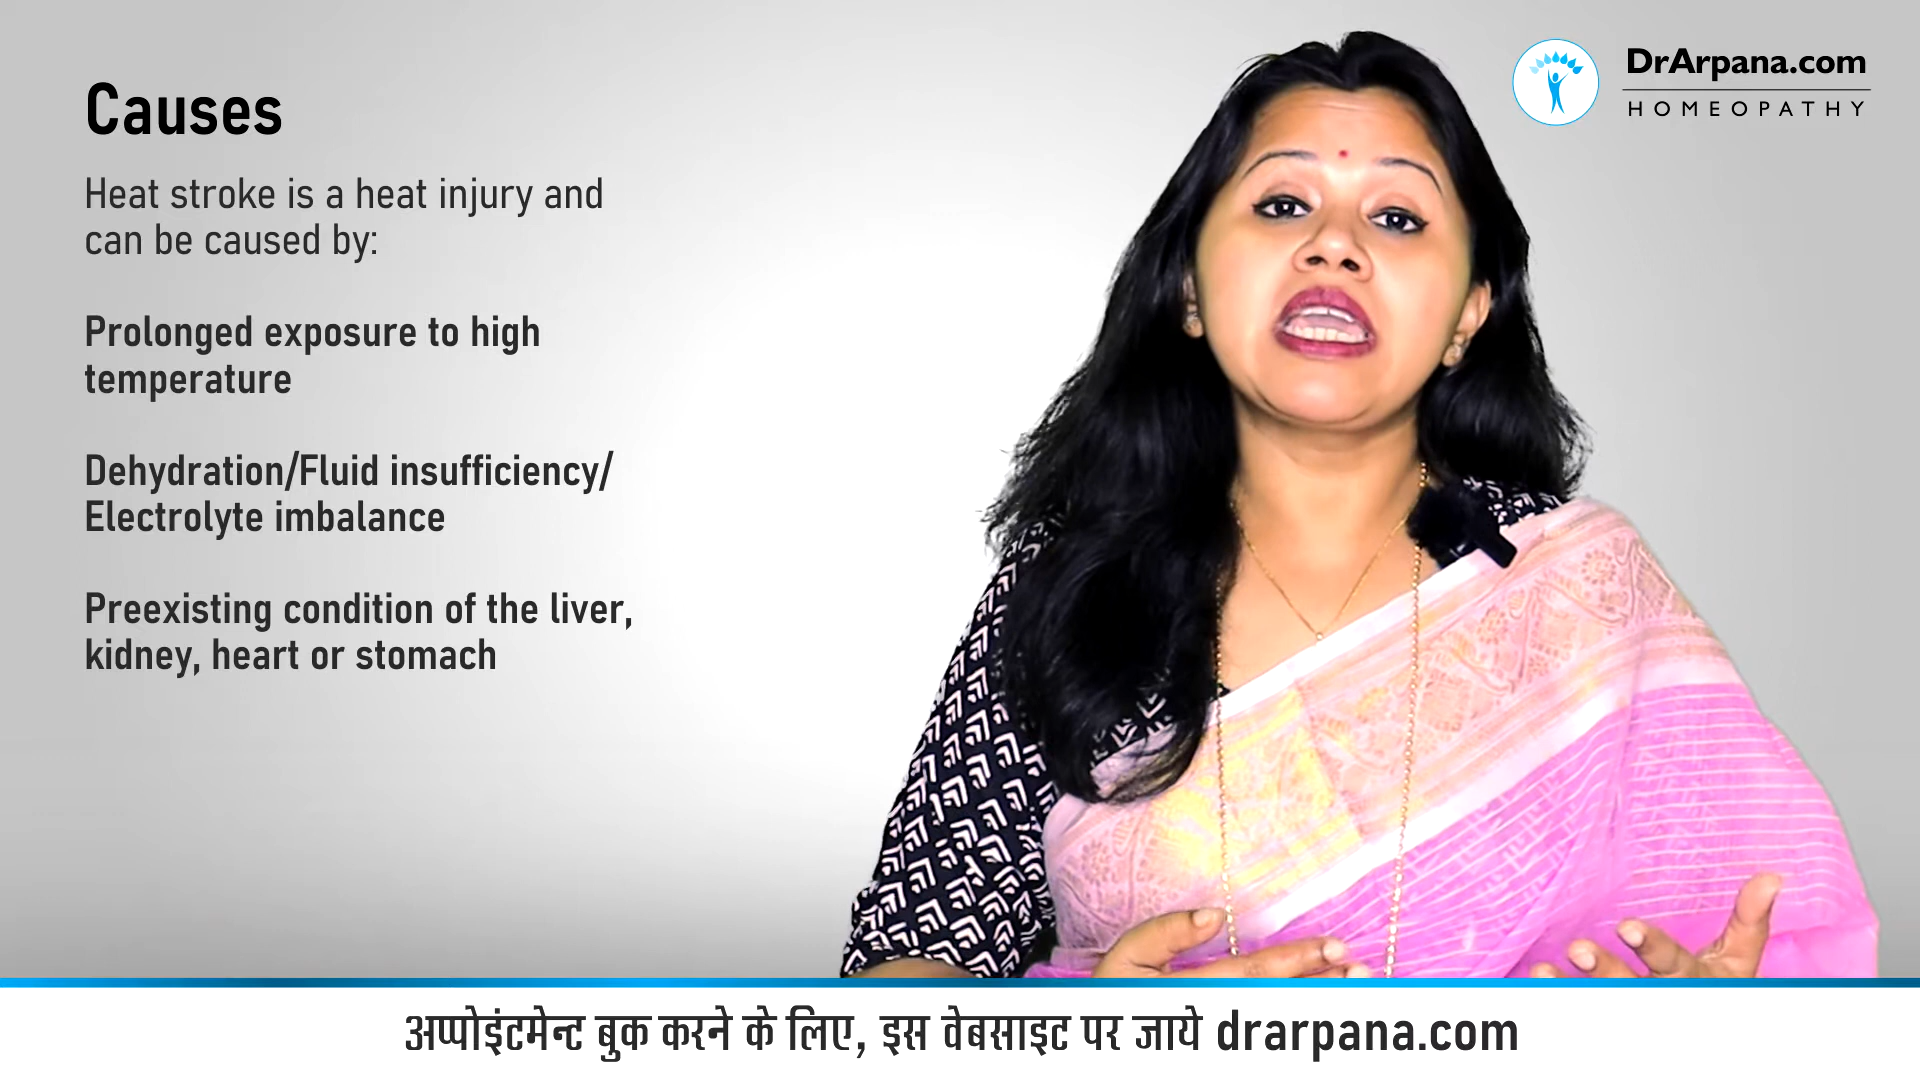 Causes
Heat stroke is a heat injury and
can be caused by:
Prolonged exposure to high
temperature
Dehydration/Fluid insufficiency/
Electrolyte imbalance
Preexisting condition of the liver,
kidney, heart or stomach
DrArpana.com
HOMEOPATHY
अप्पोइंटमेन्ट बुक करने के लिए, इस वेबसाइट पर जाये drarpana.com